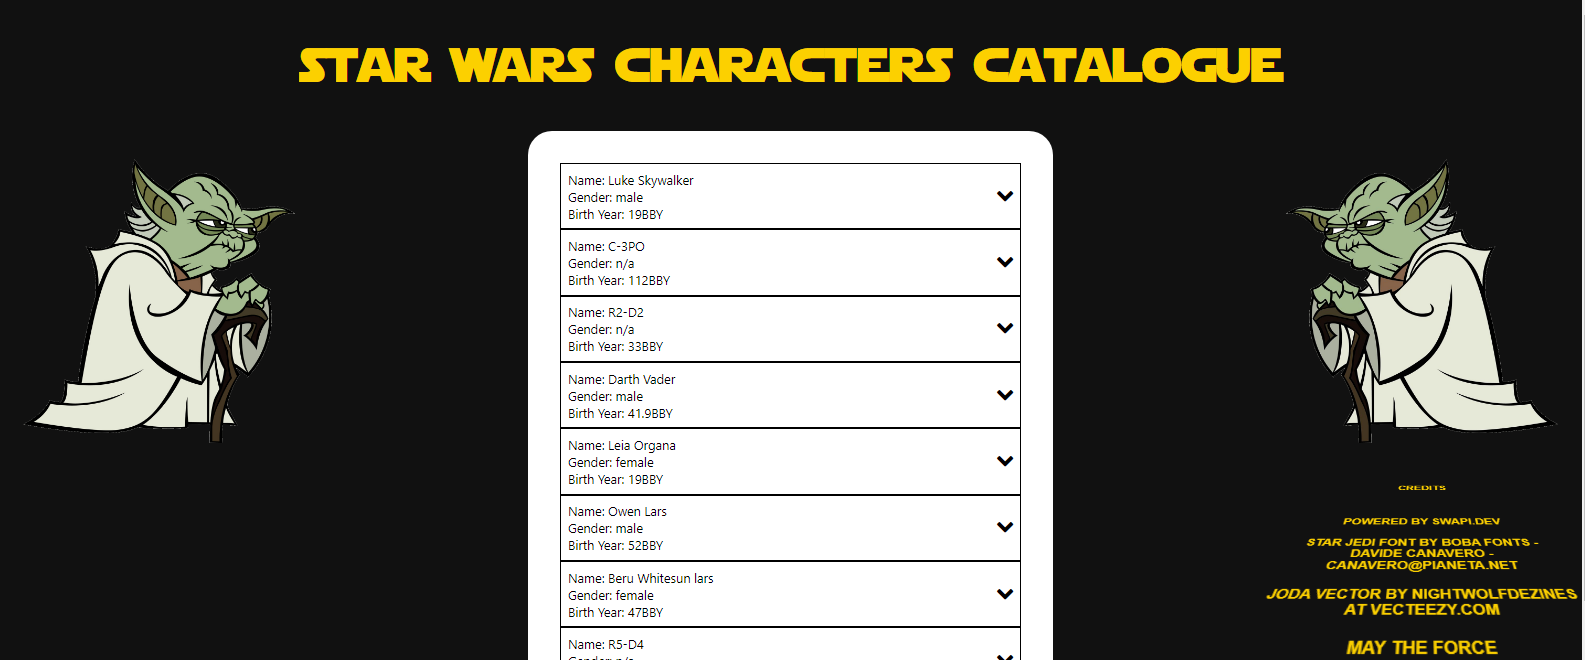 STAR WARS CHARACTERS CATALOGUE
Name: Luke Skywalker
Gender: male
Birth Year: 19BBY
Name: C-3PO
Gender: n/a
Birth Year: 112BBY
Name: R2-D2
Gender: n/a
Birth Year: 33BBY
Name: Darth Vader
Gender: male
Birth Year: 41.9BBY
Name: Leia Organa
Gender: female
Birth Year: 19BBY
Name: Owen Lars
Gender: male
Birth Year: 52BBY
Name: Beru Whitesun lars
Gender: female
Birth Year: 47BBY
Name: R5-D4
Gender: n/a
CREDITS
POWERED BY SWAPI.DEV
STAR JEDI FONT BY BOBA FONTS -
DAVIDE CANAVERO -
CANAVERO@PIANETA.NET
JODA VECTOR BY NIGHTWOLFDEZINES
AT VECTEEZY.COM
MAY THE FORCE